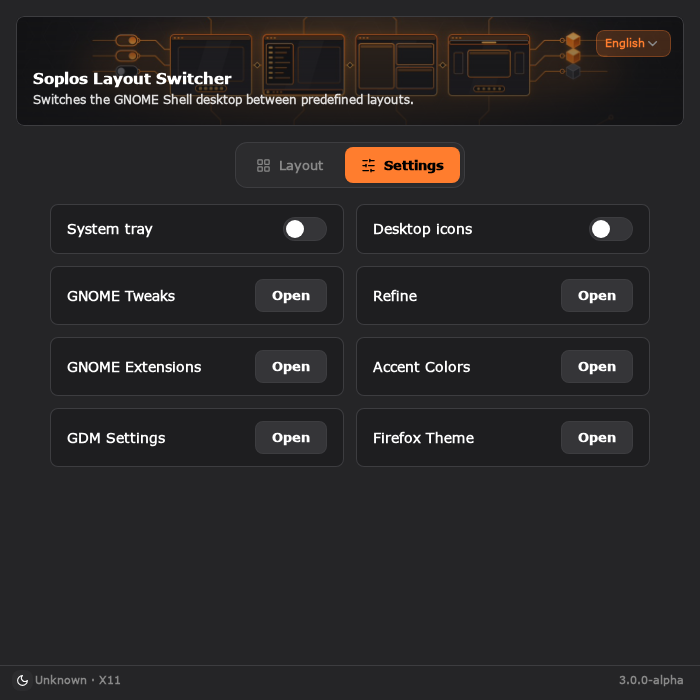 Soplos Layout Switcher
English
Switches the GNOME Shell desktop between predefined layouts.
Layout
Settings
System tray
Desktop icons
GNOME Tweaks
Open
Refine
Open
GNOME Extensions
Open
Accent Colors
Open
GDM Settings
Open
Firefox Theme
Open
Unknown · X11
3.0.0-alpha